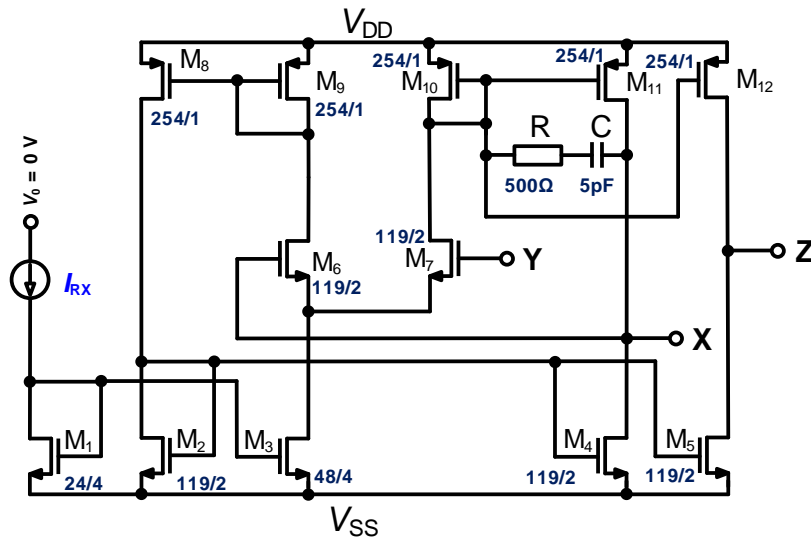 VDD
M8
M9
254/1
M10
254/1
M11
254/1
M12
254/1
254/1
254/1
R
C
500Ω
5pF
V0 = 0 V
IRX
119/2
M6
M7
Y
Z
119/2
X
M1
M2
M3
M4
M5
24/4
119/2
48/4
119/2
119/2
VSS